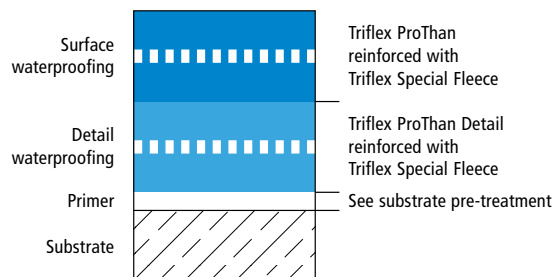 Surface
waterproofing
Triflex ProThan
reinforced with
Triflex Special Fleece
Detail
waterproofing
Triflex ProThan Detail
reinforced with
Triflex Special Fleece
Primer
See substrate pre-treatment
Substrate